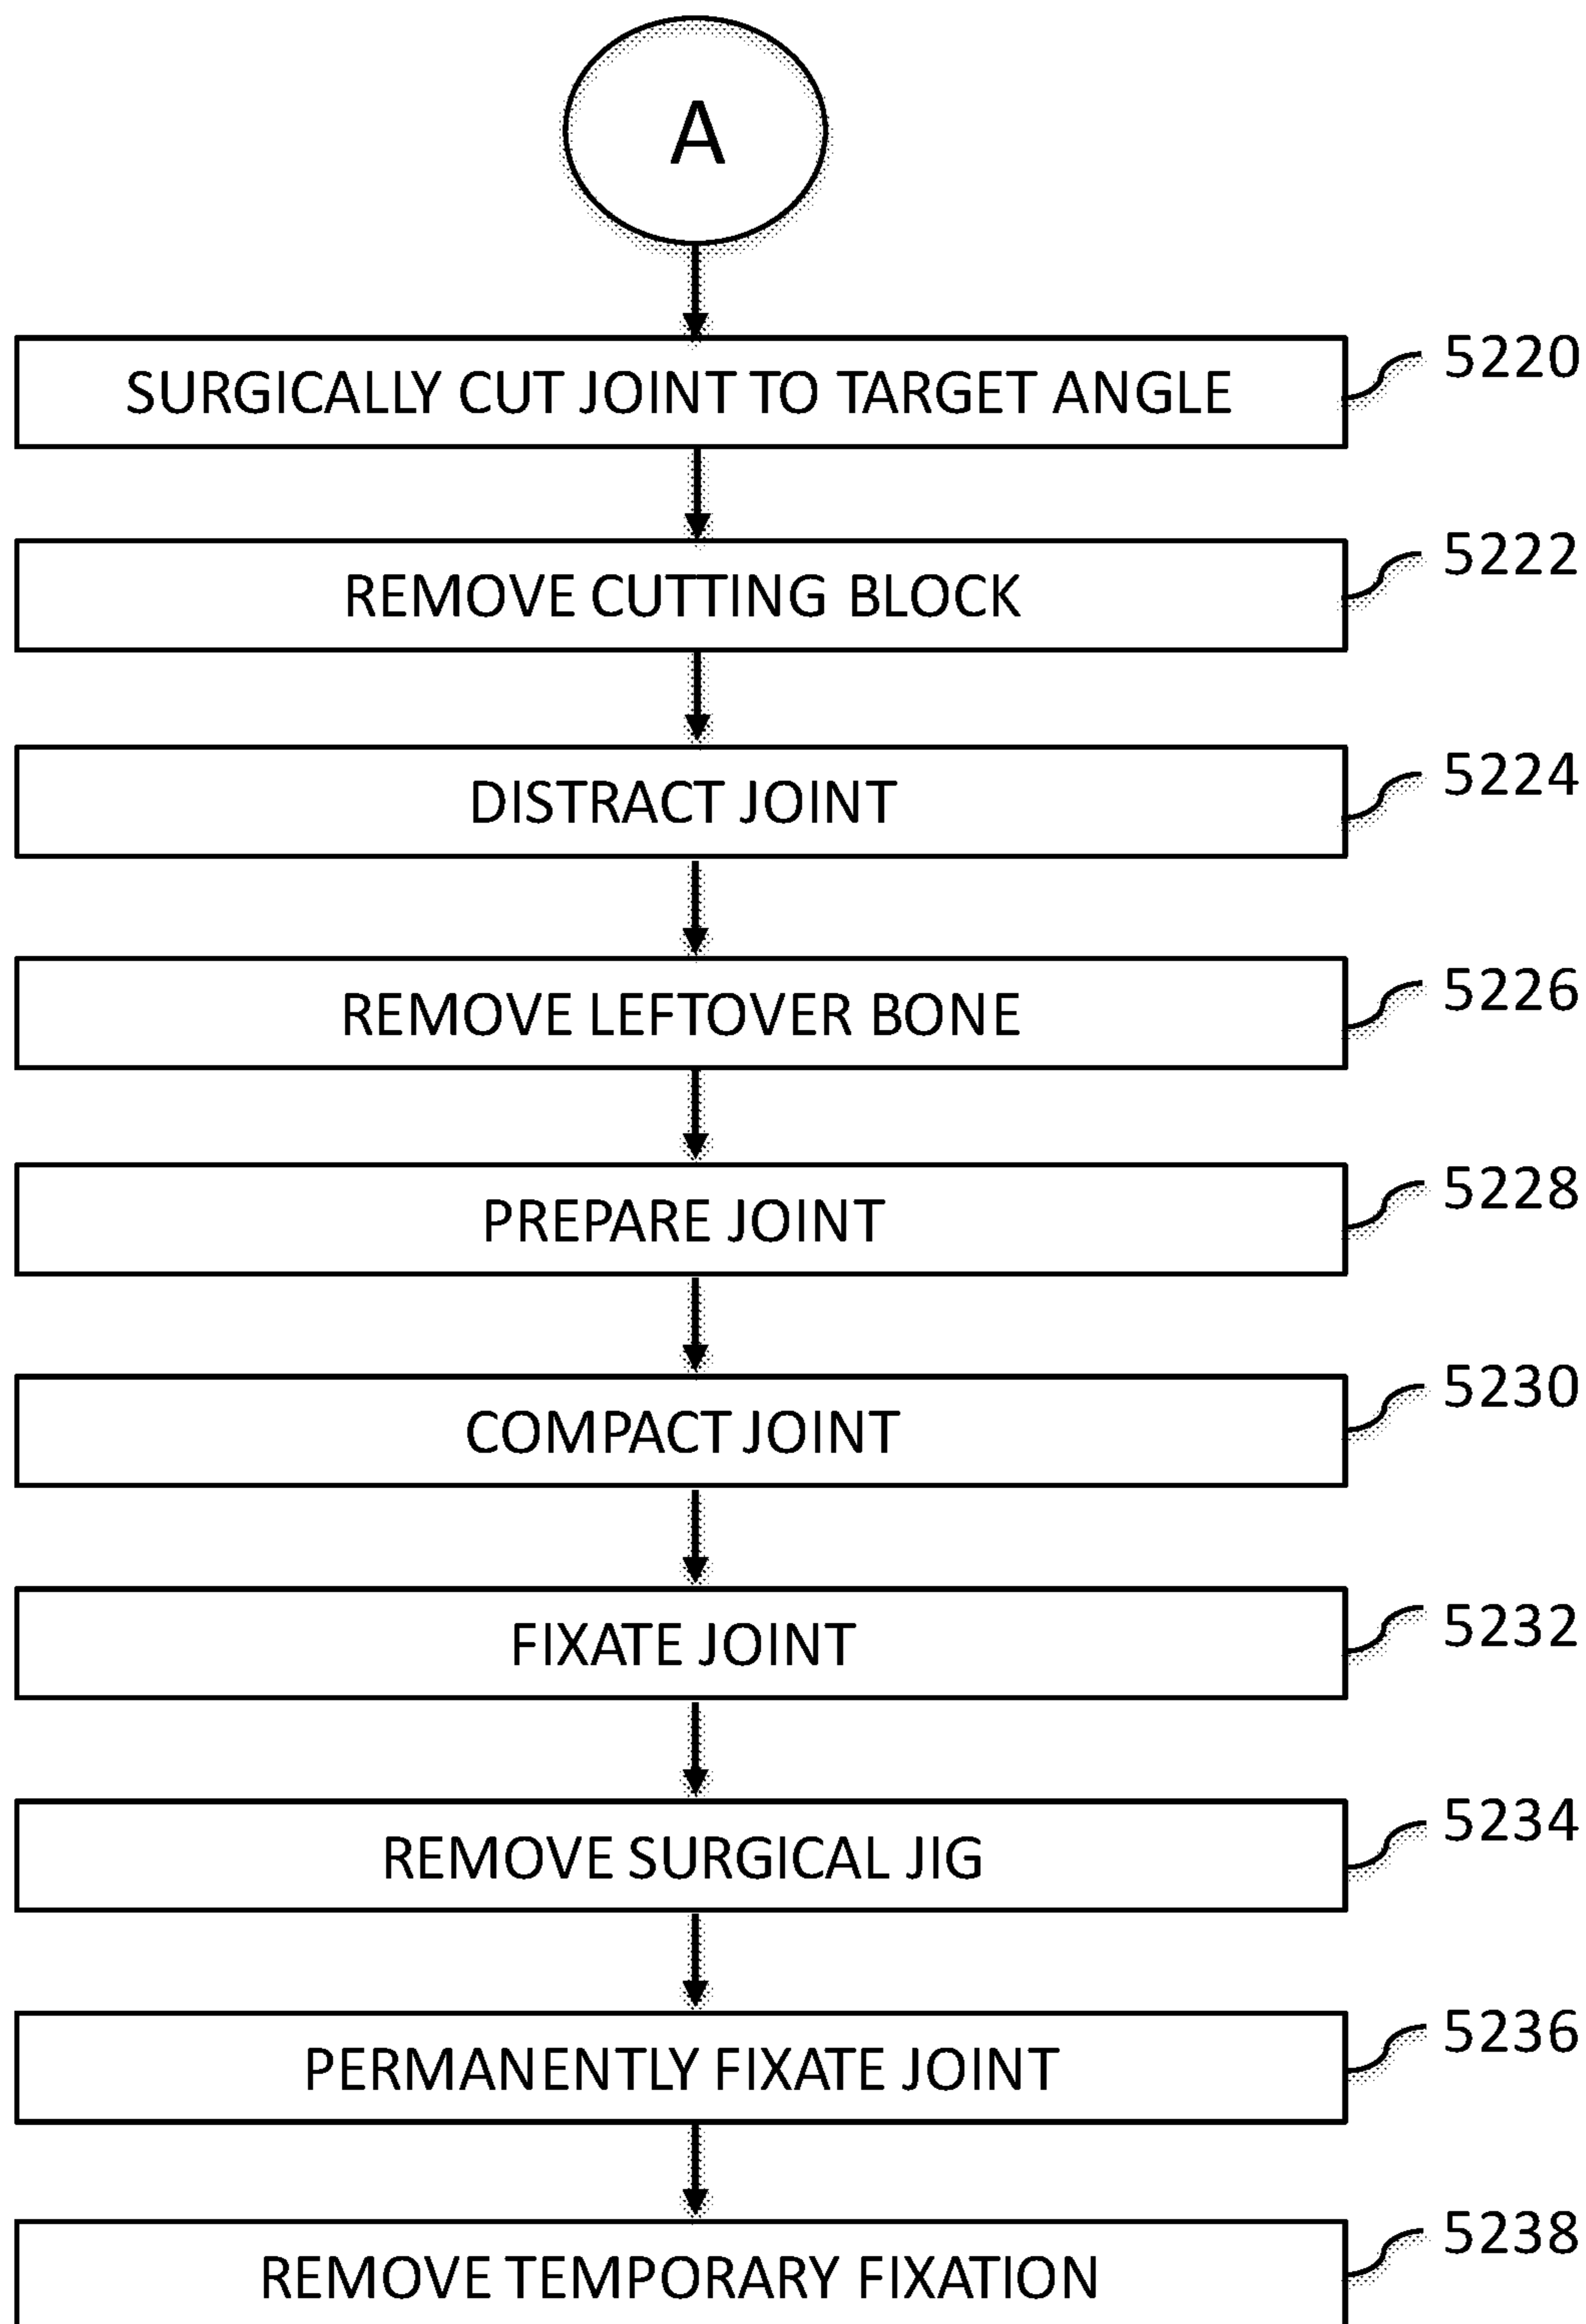 A
SURGICALLY CUT JOINT TO TARGET ANGLE
5220
REMOVE CUTTING BLOCK
5222
DISTRACT JOINT
5224
REMOVE LEFTOVER BONE
5226
PREPARE JOINT
5228
COMPACT JOINT
5230
FIXATE JOINT
5232
REMOVE SURGICAL JIG
5234
PERMANENTLY FIXATE JOINT
5236
REMOVE TEMPORARY FIXATION
5238